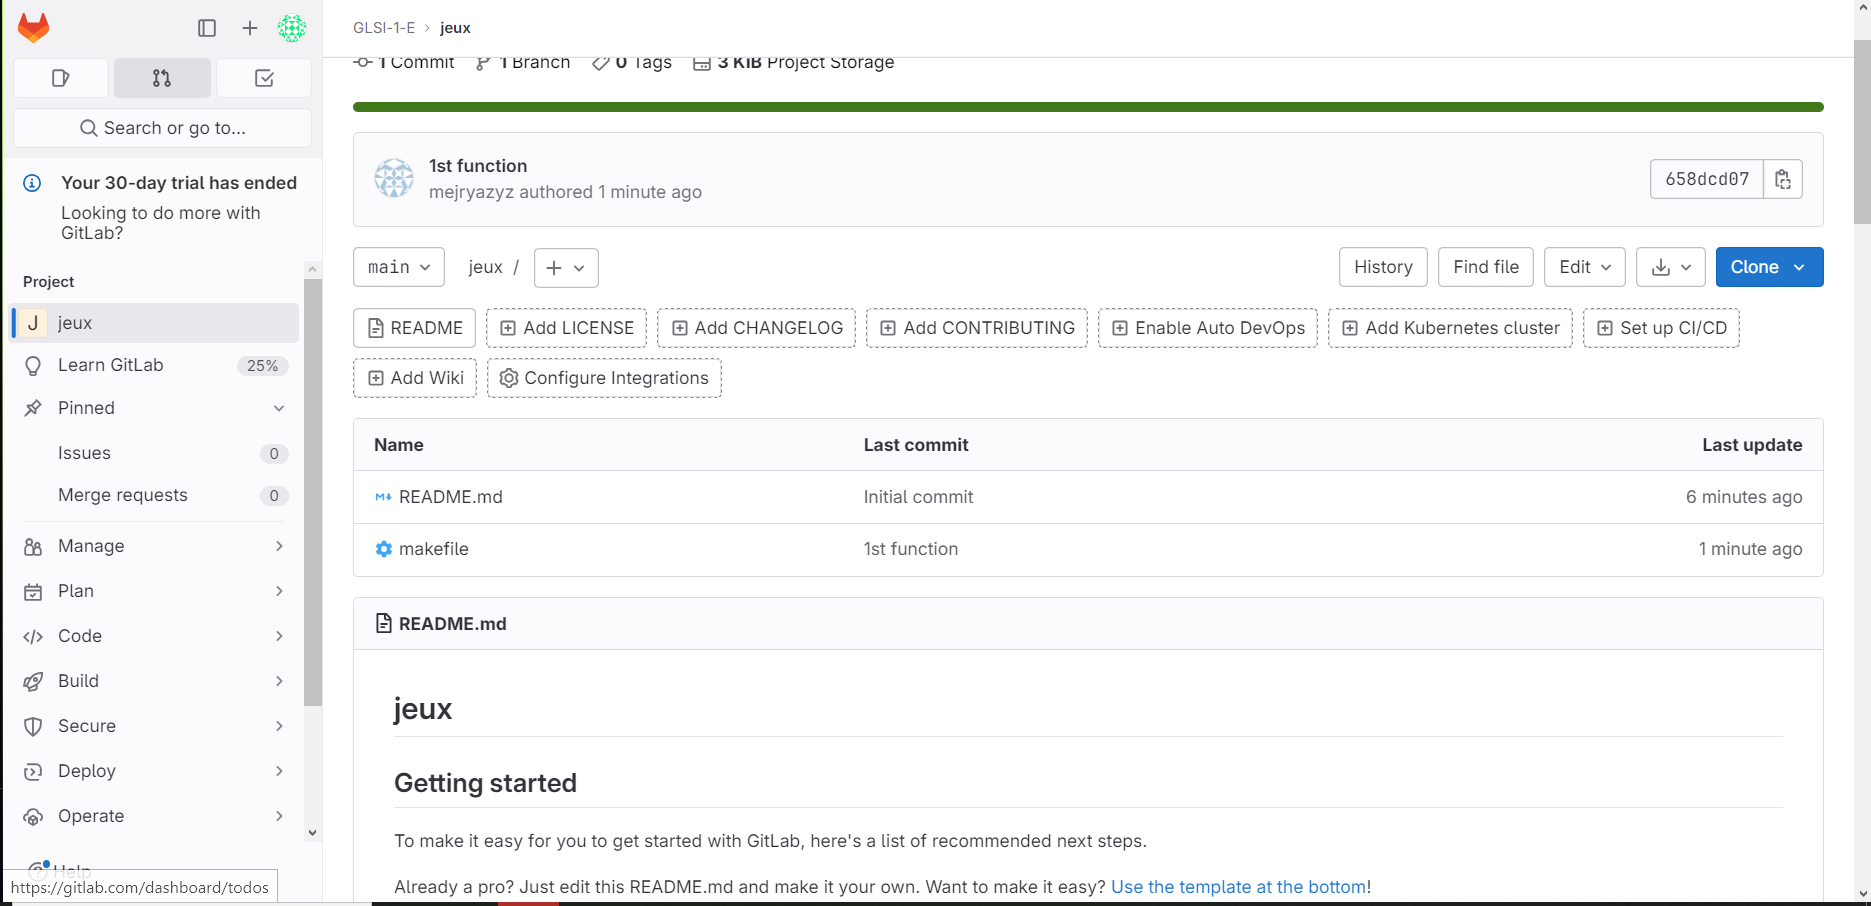 GLSI-1-E › jeux
1 Commit 1 Branch 0 Tags 3 KiB Project Storage
Search or go to...
Your 30-day trial has ended
Looking to do more with
GitLab?
Project
J jeux
Learn GitLab 25%
Pinned
Issues 0
Merge requests 0
Manage
Plan
Code
Build
Secure
Deploy
Operate
Help
https://gitlab.com/dashboard/todos
1st function
mejryazyz authored 1 minute ago
658dcd07
main jeux / History Find file Edit Clone
README Add LICENSE Add CHANGELOG Add CONTRIBUTING Enable Auto DevOps Add Kubernetes cluster Set up CI/CD
Add Wiki Configure Integrations
Name Last commit Last update
README.md Initial commit 6 minutes ago
makefile 1st function 1 minute ago
README.md
jeux
Getting started
To make it easy for you to get started with GitLab, here's a list of recommended next steps.
Already a pro? Just edit this README.md and make it your own. Want to make it easy? Use the template at the bottom!